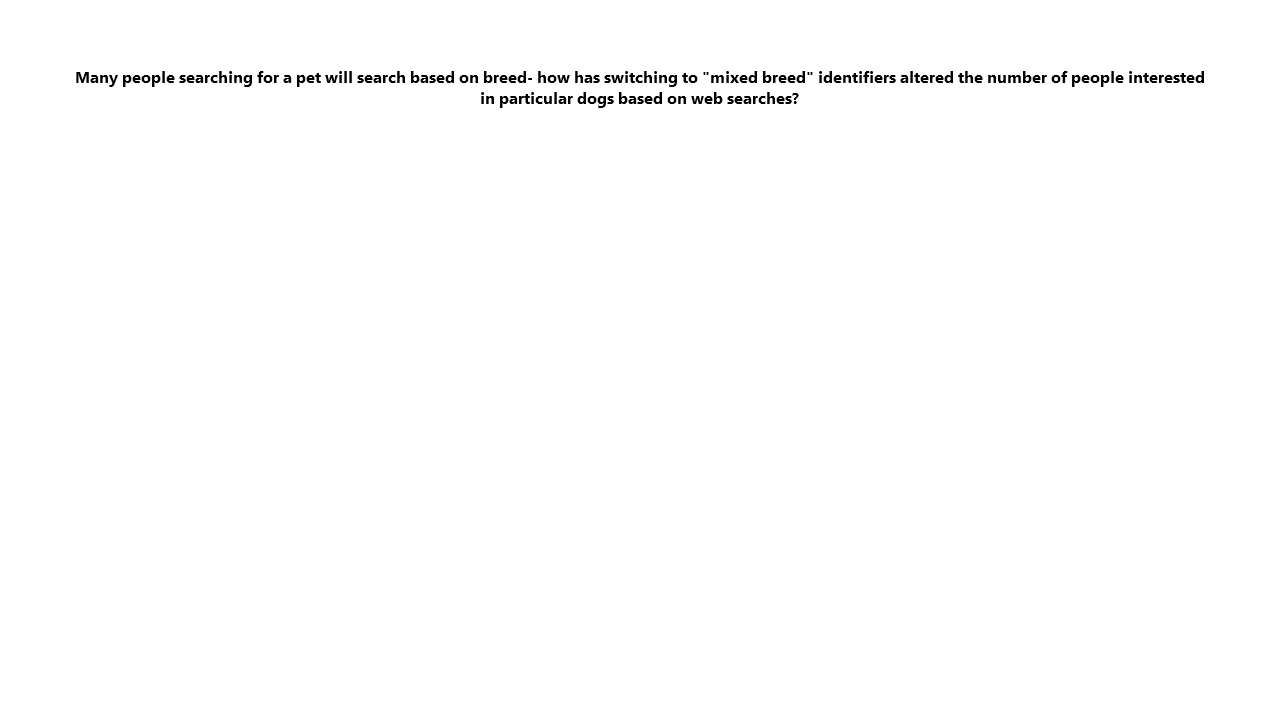 Many people searching for a pet will search based on breed- how has switching to "mixed breed" identifiers altered the number of people interested
in particular dogs based on web searches?